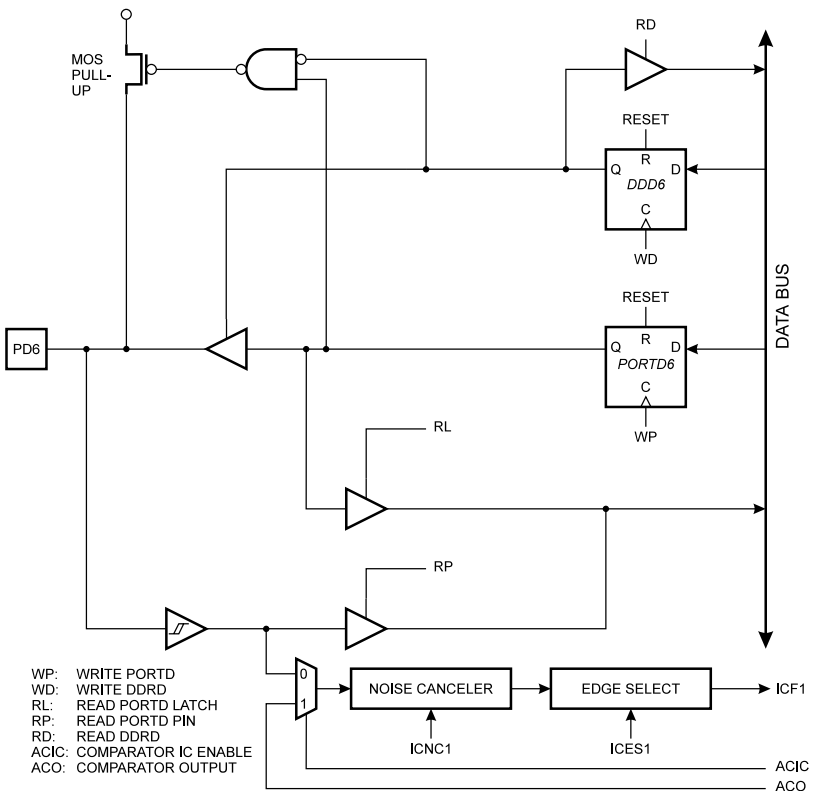 RD
MOS
PULL-
UP
RESET
R
Q D
DDD6
C
WD
DATA BUS
RESET
R
Q D
PORTD6
C
WP
PD6
RL
RP
0
1
NOISE CANCELER
EDGE SELECT
ICF1
ICNC1
ICES1
ACIC
ACO
WP: WRITE PORTD
WD: WRITE DDRD
RL: READ PORTD LATCH
RP: READ PORTD PIN
RD: READ DDRD
ACIC: COMPARATOR IC ENABLE
ACO: COMPARATOR OUTPUT